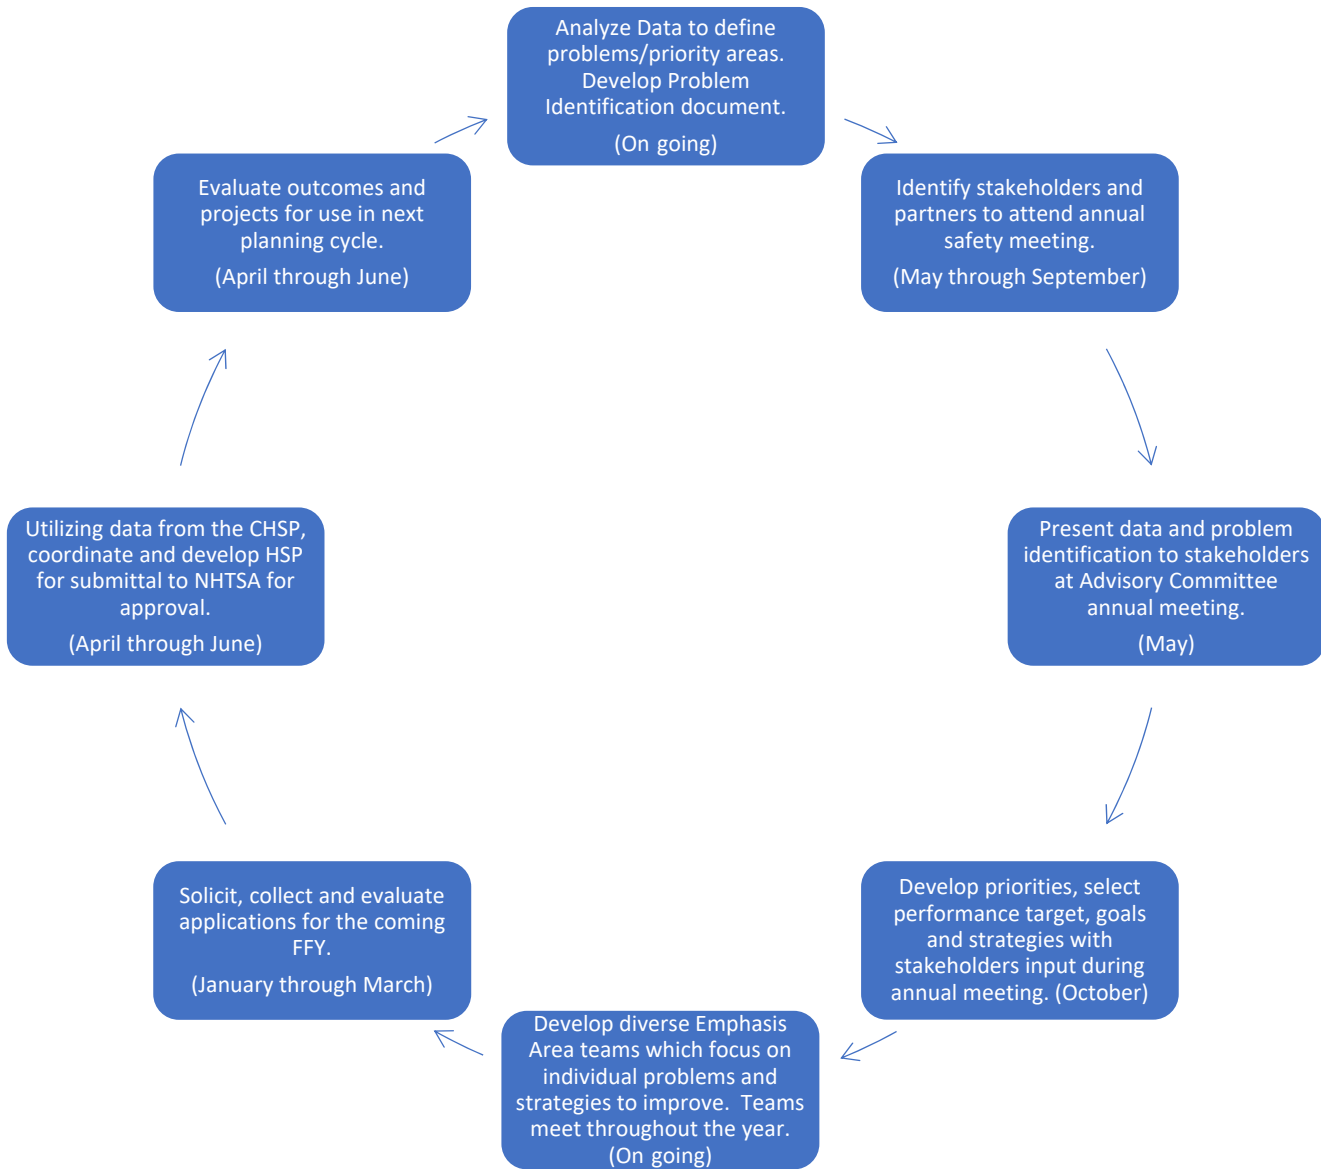 Analyze Data to define
problems/priority areas.
Develop Problem
Identification document.
(On going)
Identify stakeholders and
partners to attend annual
safety meeting.
(May through September)
Present data and problem
identification to stakeholders
at Advisory Committee
annual meeting.
(May)
Develop priorities, select
performance target, goals
and strategies with
stakeholders input during
annual meeting. (October)
Develop diverse Emphasis
Area teams which focus on
individual problems and
strategies to improve.  Teams
meet throughout the year.
(On going)
Solicit, collect and evaluate
applications for the coming
FFY.
(January through March)
Utilizing data from the CHSP,
coordinate and develop HSP
for submittal to NHTSA for
approval.
(April through June)
Evaluate outcomes and
projects for use in next
planning cycle.
(April through June)